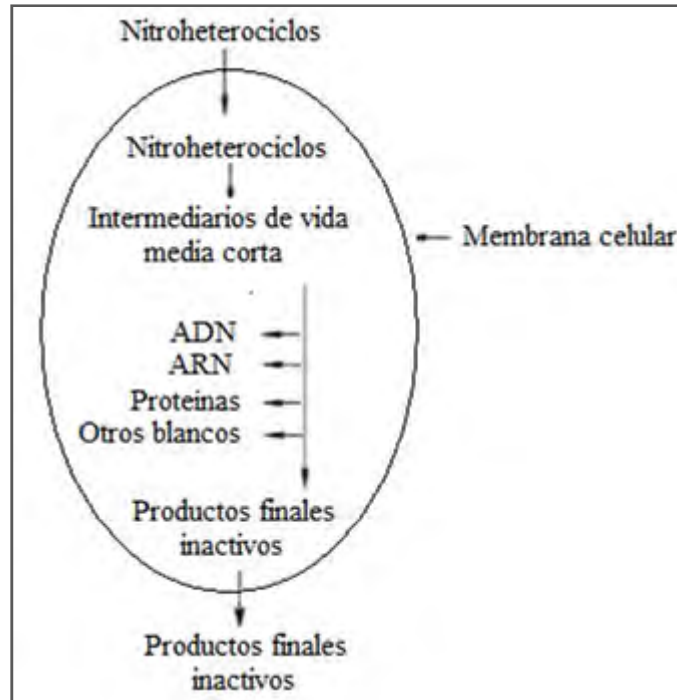 Nitroheterociclos
Nitroheterociclos
Intermediarios de vida
media corta
Membrana celular
ADN
ARN
Proteinas
Otros blancos
Productos finales
inactivos
Productos finales
inactivos